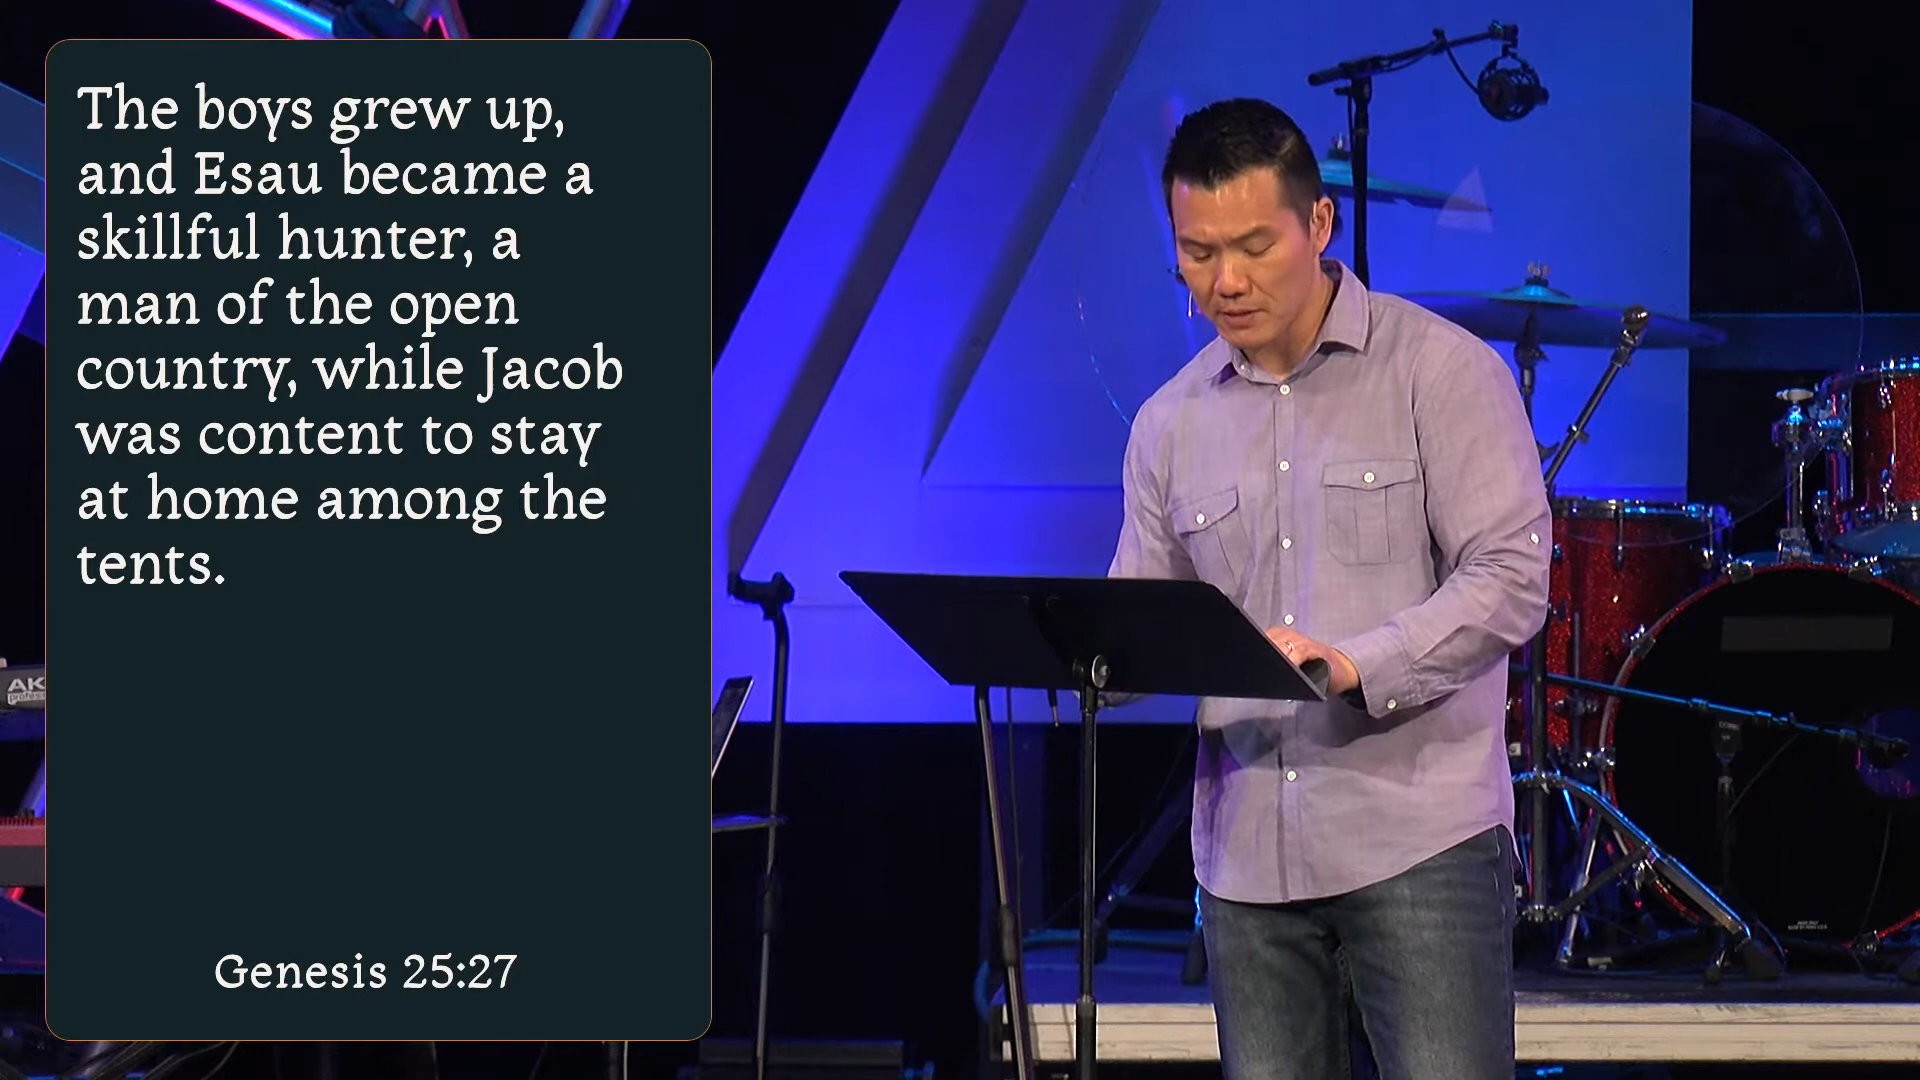 The boys grew up,
and Esau became a
skillful hunter, a
man of the open
country, while Jacob
was content to stay
at home among the
tents.
Genesis 25:27
AK